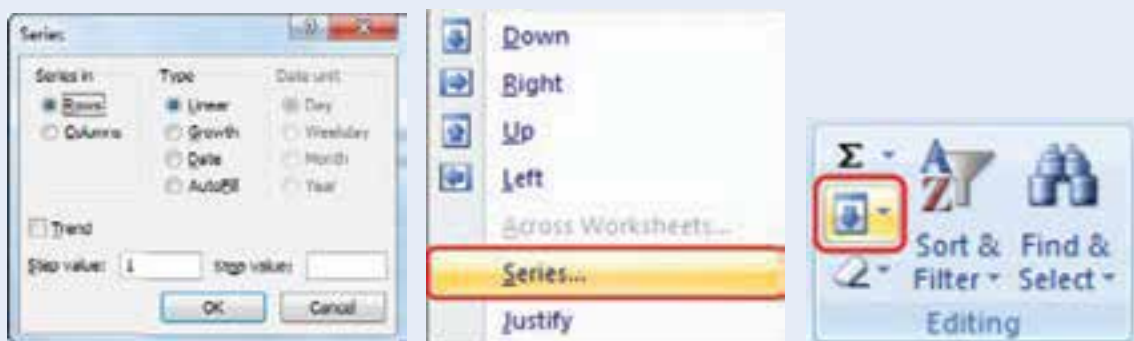 Series
Series in Type Date unit
Rows Linear Day
Columns Growth Weekday
Date Month
AutoFill Year
Trend
Step value: 1 Stop value:
OK Cancel
Down
Right
Up
Left
Across Worksheets...
Series...
Justify
Σ
A
Z
Sort & Filter
Find & Select
Editing